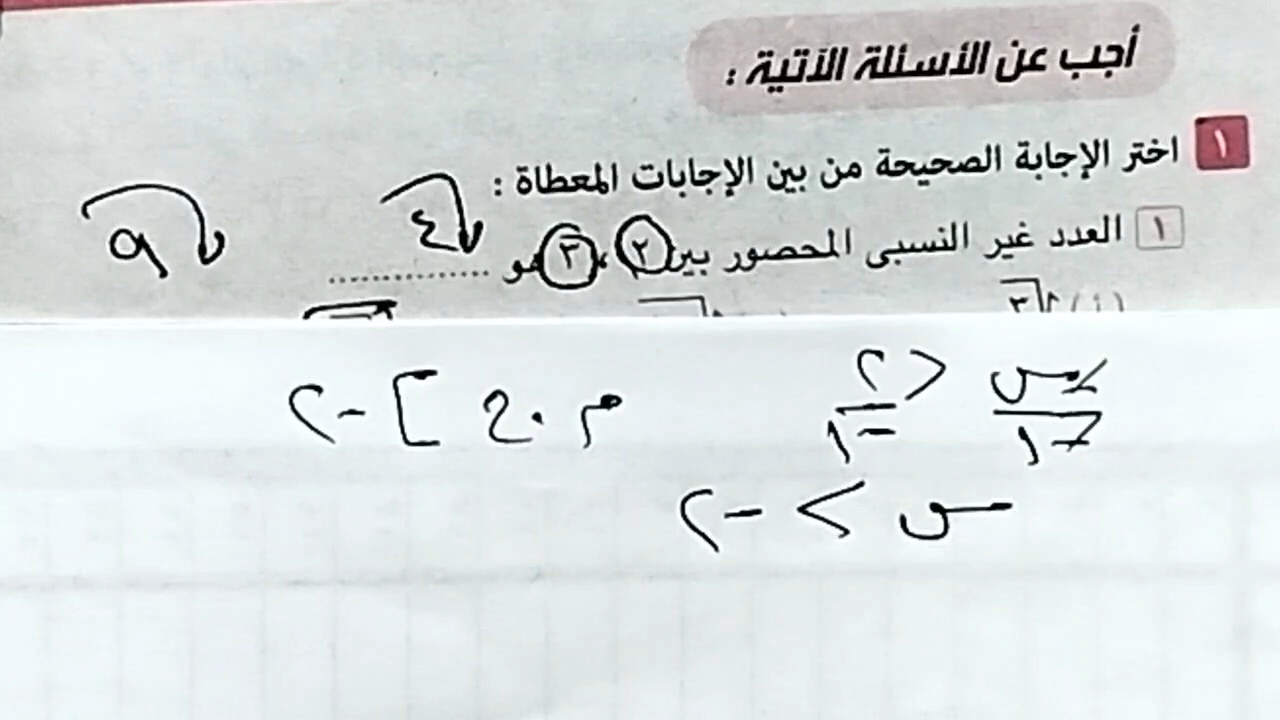 أجب عن الأسئلة الآتية :
١ اختر الإجابة الصحيحة من بين الإجابات المعطاة :
١ العدد غير النسبى المحصور بين ٢ ، ٣ هو ..............
٤ ٩
-س/-١ > ٢/-١
س < -٢
م . ح ] -٢